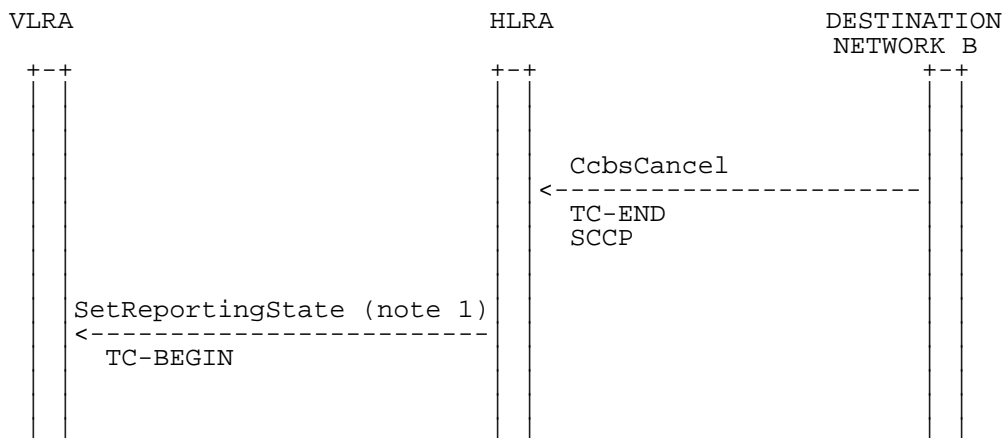 VLRA HLRA DESTINATION
NETWORK B
CcbsCancel
TC-END
SCCP
SetReportingState (note 1)
TC-BEGIN